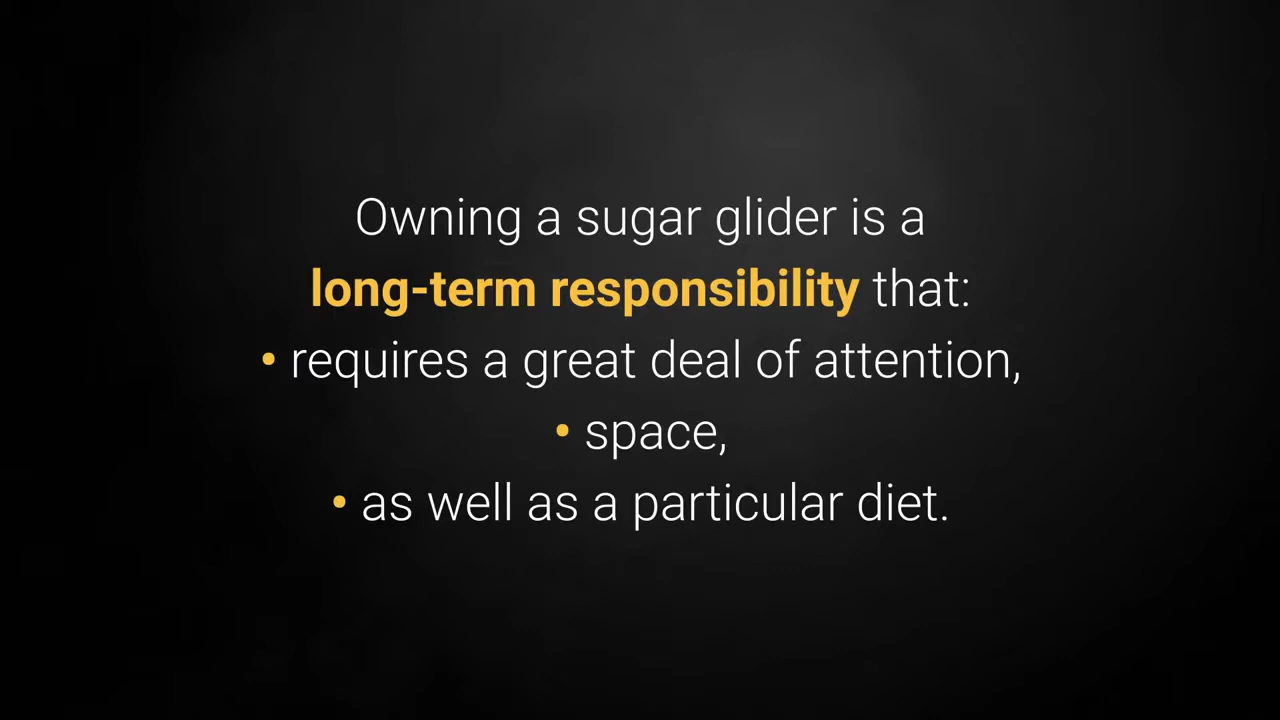 Owning a sugar glider is a
long-term responsibility that:
• requires a great deal of attention,
• space,
• as well as a particular diet.